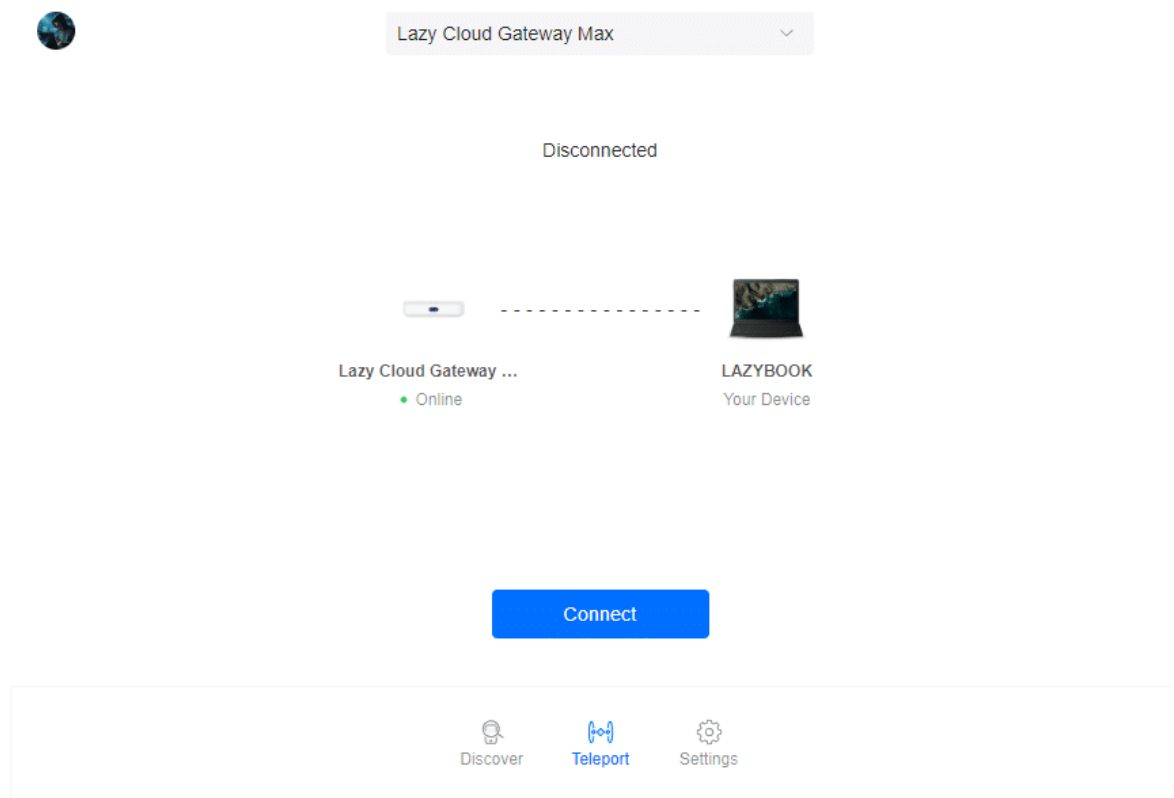 Lazy Cloud Gateway Max
Disconnected
Lazy Cloud Gateway ...
Online
LAZYBOOK
Your Device
Connect
Discover
Teleport
Settings